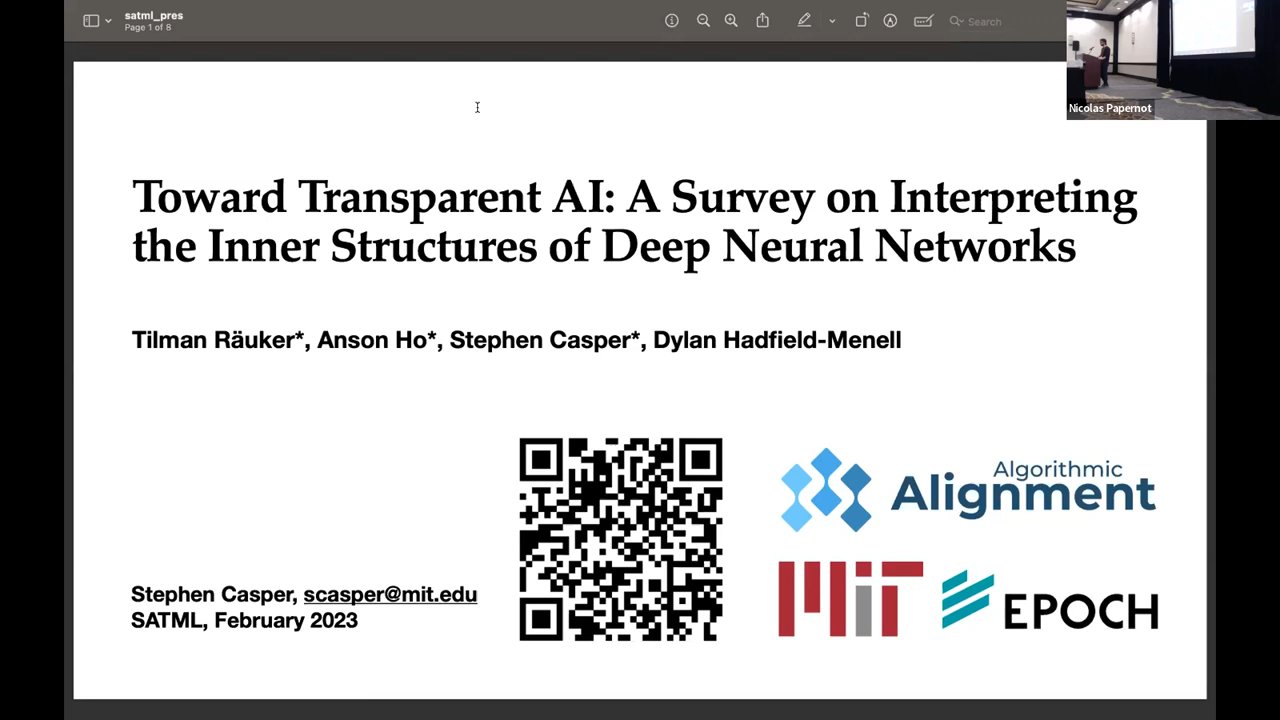 satml_pres
Page 1 of 8
Search
Nicolas Papernot
Toward Transparent AI: A Survey on Interpreting
the Inner Structures of Deep Neural Networks
Tilman Räuker*, Anson Ho*, Stephen Casper*, Dylan Hadfield-Menell
Algorithmic
Alignment
Stephen Casper, scasper@mit.edu
SATML, February 2023
MIT
EPOCH